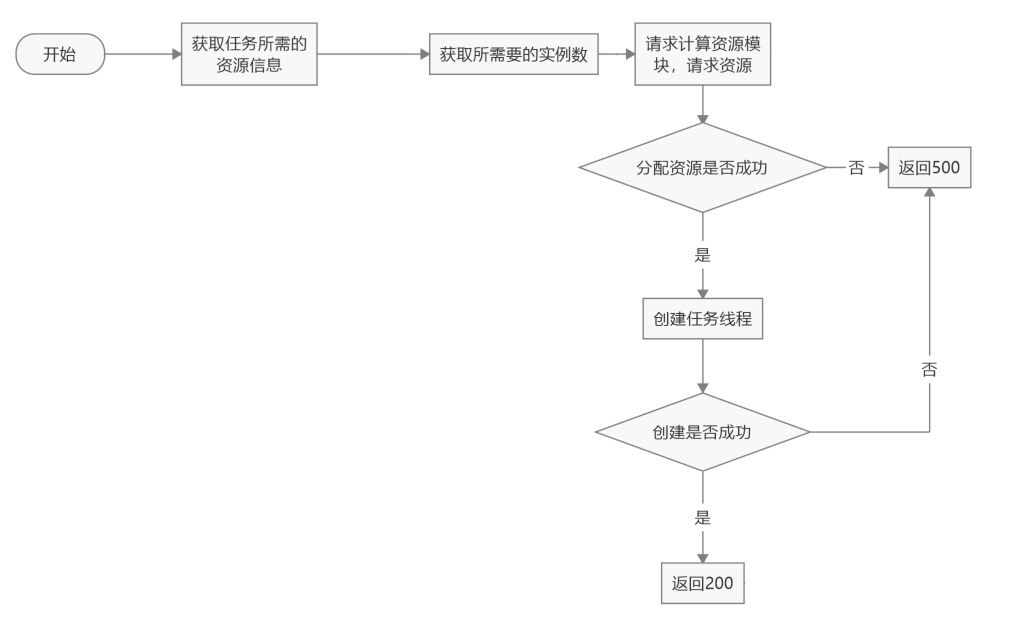 开始
获取任务所需的
资源信息
获取所需要的实例数
请求计算资源模
块，请求资源
分配资源是否成功
否
返回500
是
创建任务线程
否
创建是否成功
是
返回200